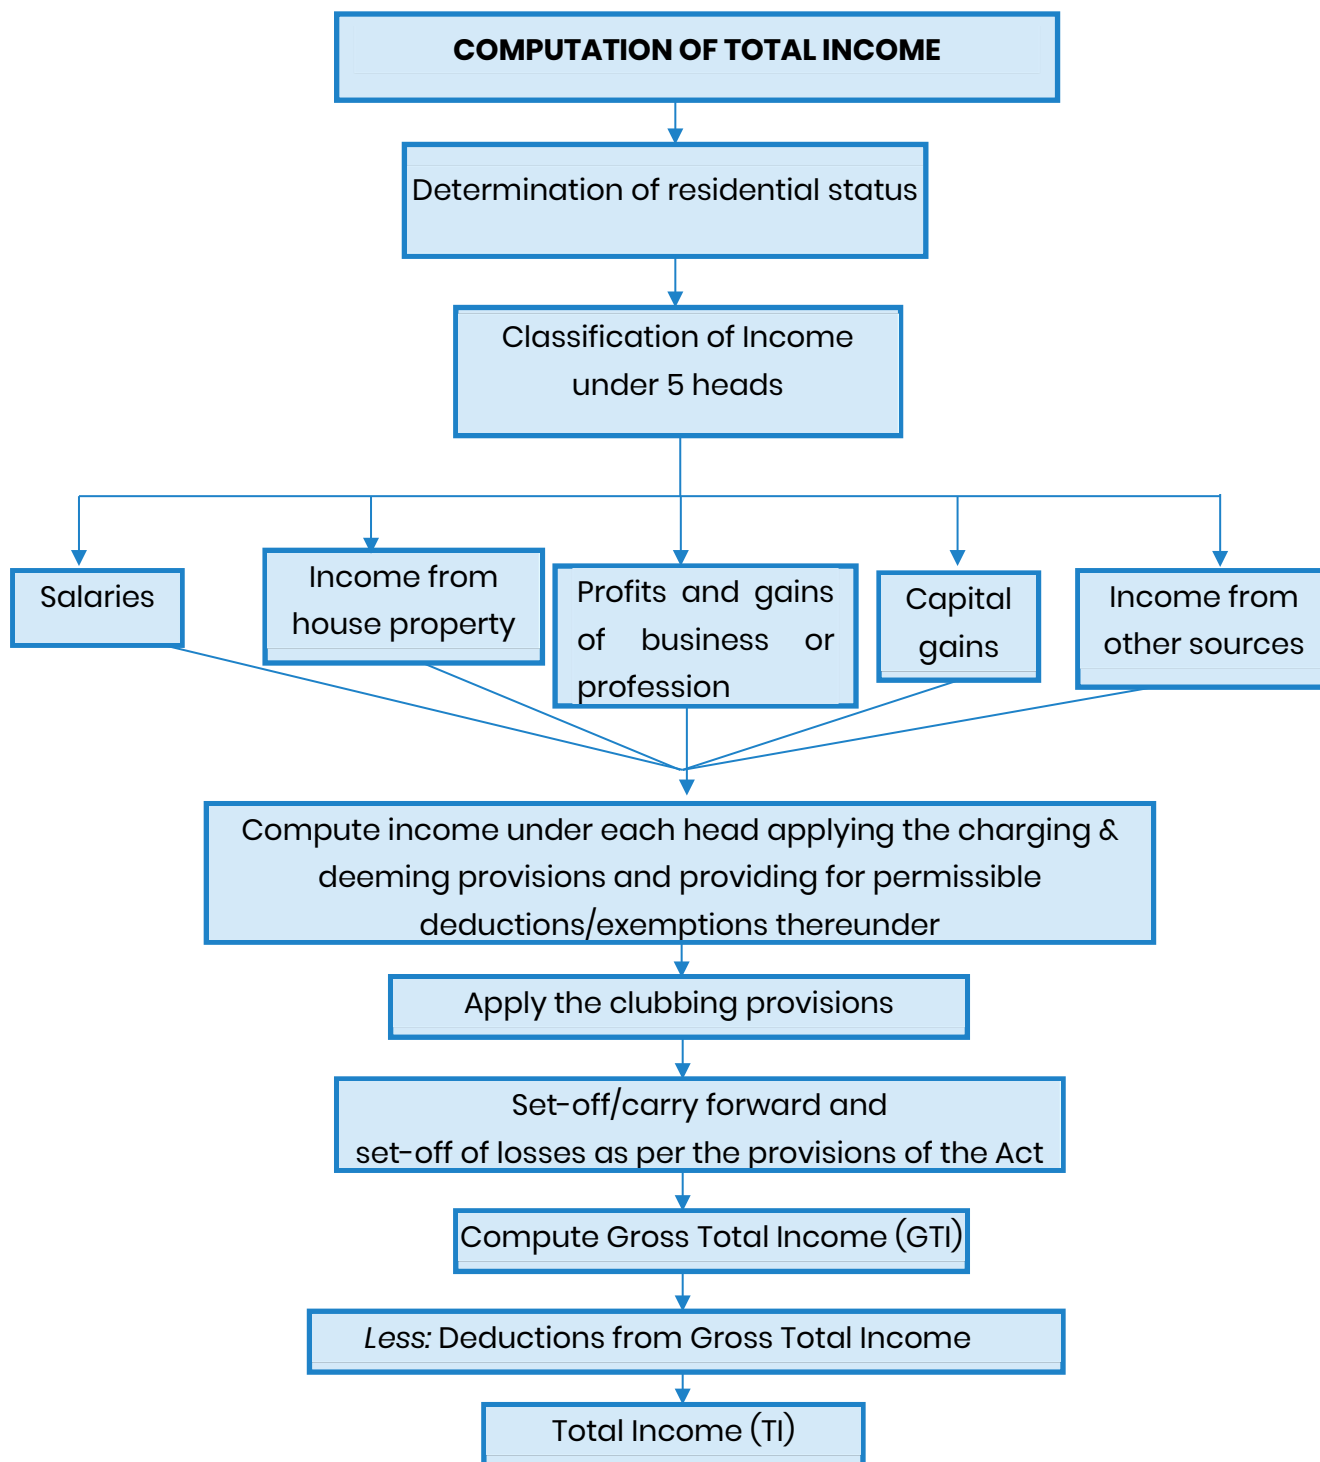 COMPUTATION OF TOTAL INCOME
Determination of residential status
Classification of Income
under 5 heads
Salaries
Income from
house property
Profits and gains
of business or
profession
Capital
gains
Income from
other sources
Compute income under each head applying the charging &
deeming provisions and providing for permissible
deductions/exemptions thereunder
Apply the clubbing provisions
Set-off/carry forward and
set-off of losses as per the provisions of the Act
Compute Gross Total Income (GTI)
Less: Deductions from Gross Total Income
Total Income (TI)